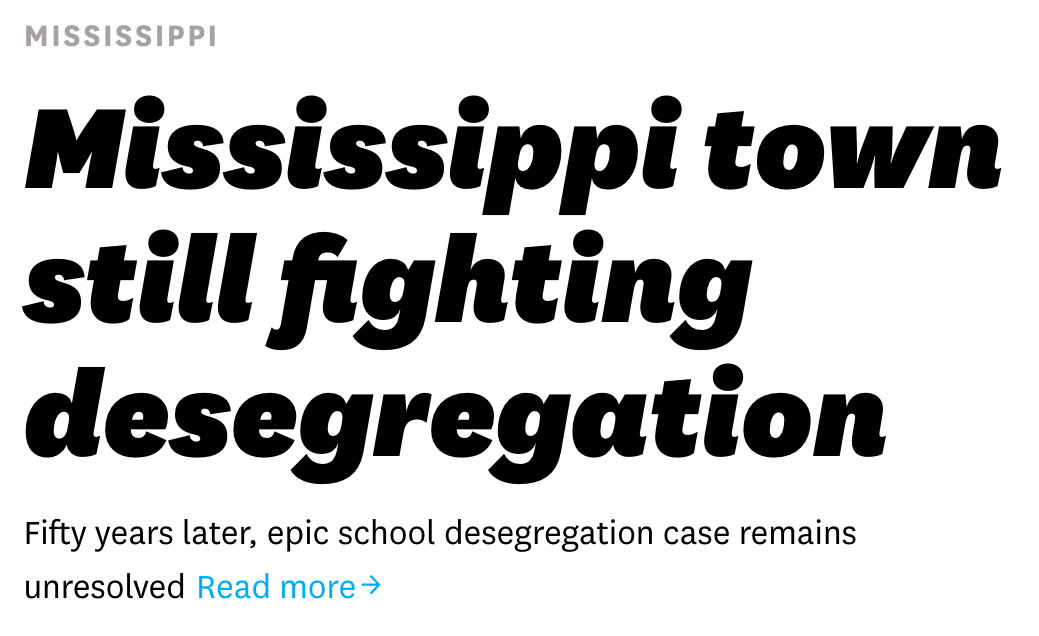 MISSISSIPPI
Mississippi town
still fighting
desegregation
Fifty years later, epic school desegregation case remains
unresolved Read more→